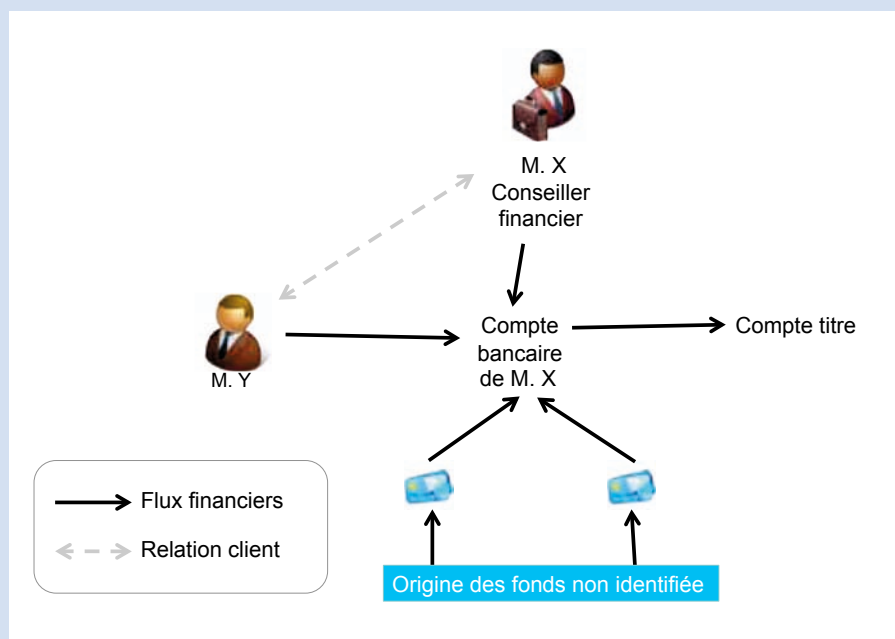 M. X
Conseiller
financier
M. Y
Compte
bancaire
de M. X
Compte titre
Flux financiers
Relation client
Origine des fonds non identifiée